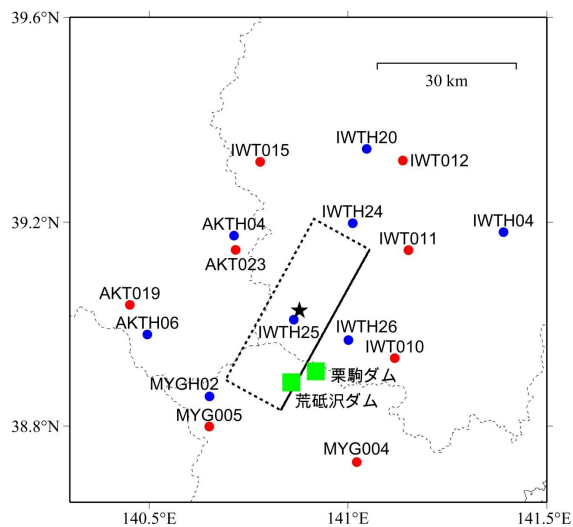 39.6°N
30 km
IWTH20
IWT015
IWT012
39.2°N
IWTH24
AKTH04
IWTH04
IWT011
AKT023
AKT019
AKTH06
IWTH25
IWTH26
IWT010
栗駒ダム
MYGH02
荒砥沢ダム
MYG005
38.8°N
MYG004
140.5°E
141°E
141.5°E